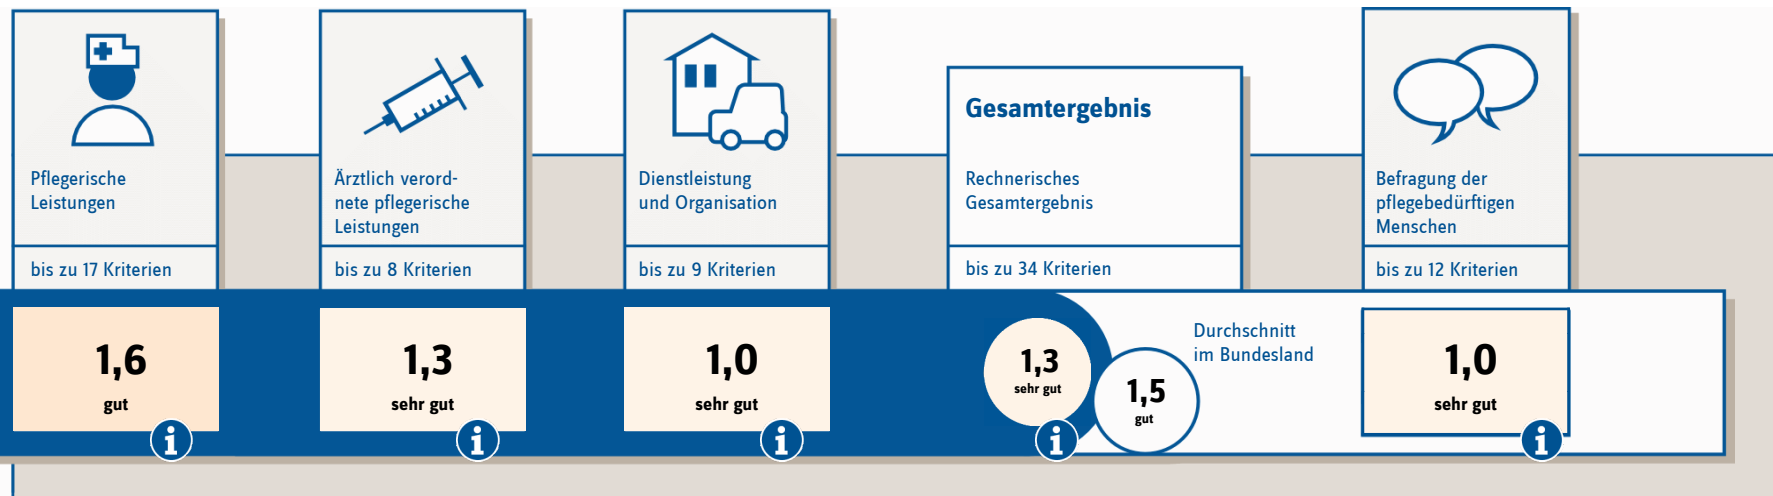 Pflegerische
Leistungen
bis zu 17 Kriterien
1,6
gut
Ärztlich verord-
nete pflegerische
Leistungen
bis zu 8 Kriterien
1,3
sehr gut
Dienstleistung
und Organisation
bis zu 9 Kriterien
1,0
sehr gut
Gesamtergebnis
Rechnerisches
Gesamtergebnis
bis zu 34 Kriterien
1,3
sehr gut
1,5
gut
Durchschnitt
im Bundesland
Befragung der
pflegebedürftigen
Menschen
bis zu 12 Kriterien
1,0
sehr gut